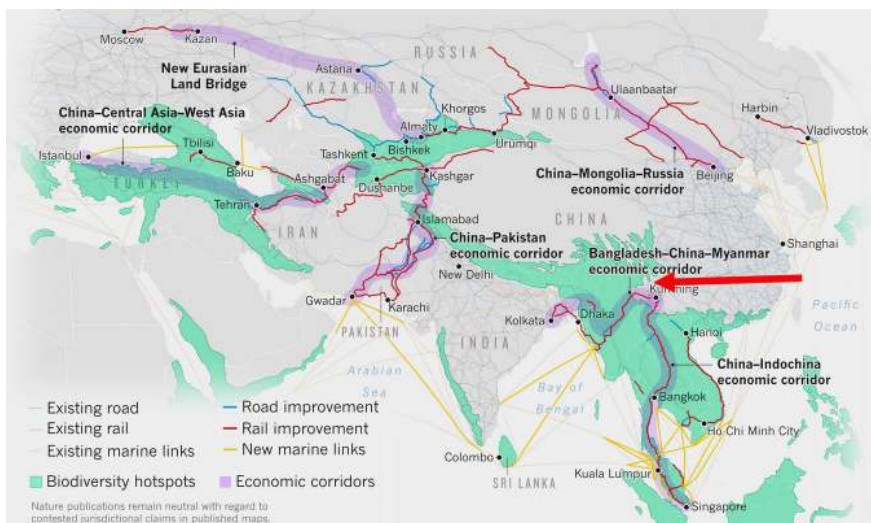 Moscow
Kazan
RUSSIA
New Eurasian
Land Bridge
Astana
KAZAKHSTAN
Ulaanbaatar
Harbin
China–Central Asia–West Asia
economic corridor
Khorgos
MONGOLIA
Vladivostok
Almaty
Istanbul
Tbilisi
Bishkek
Urumqi
Tashkent
TURKEY
Baku
Ashgabat
Dushanbe
Kashgar
China–Mongolia–Russia
economic corridor
Beijing
Tehran
IRAN
Islamabad
CHINA
China–Pakistan
economic corridor
Bangladesh–China–Myanmar
economic corridor
Shanghai
New Delhi
Kunming
Gwadar
Karachi
PAKISTAN
Kolkata
Dhaka
Hanoi
Pacific
Ocean
INDIA
Arabian
Sea
Bay of
Bengal
China–Indochina
economic corridor
Bangkok
Ho Chi Minh City
Colombo
SRI LANKA
Kuala Lumpur
Singapore
Existing road
Existing rail
Existing marine links
Road improvement
Rail improvement
New marine links
Biodiversity hotspots
Economic corridors
Nature publications remain neutral with regard to
contested jurisdictional claims in published maps.